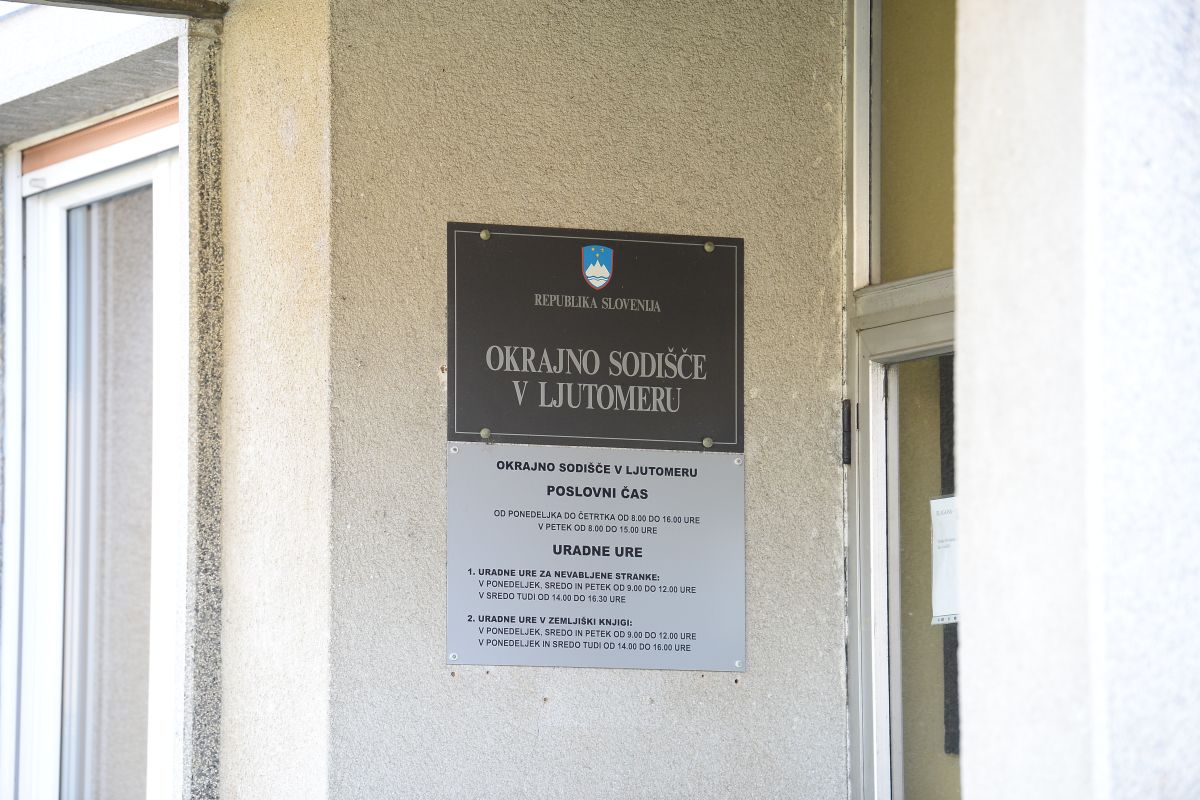 REPUBLIKA SLOVENIJA
OKRAJNO SODIŠČE
V LJUTOMERU
OKRAJNO SODIŠČE V LJUTOMERU
POSLOVNI ČAS
OD PONEDELJKA DO ČETRTKA OD 8.00 DO 16.00 URE
V PETEK OD 8.00 DO 15.00 URE
URADNE URE
1. URADNE URE ZA NEVABLJENE STRANKE:
V PONEDELJEK, SREDO IN PETEK OD 9.00 DO 12.00 URE
V SREDO TUDI OD 14.00 DO 16.30 URE
2. URADNE URE V ZEMLJIŠKI KNJIGI:
V PONEDELJEK, SREDO IN PETEK OD 9.00 DO 12.00 URE
V PONEDELJEK IN SREDO TUDI OD 14.00 DO 16.00 URE